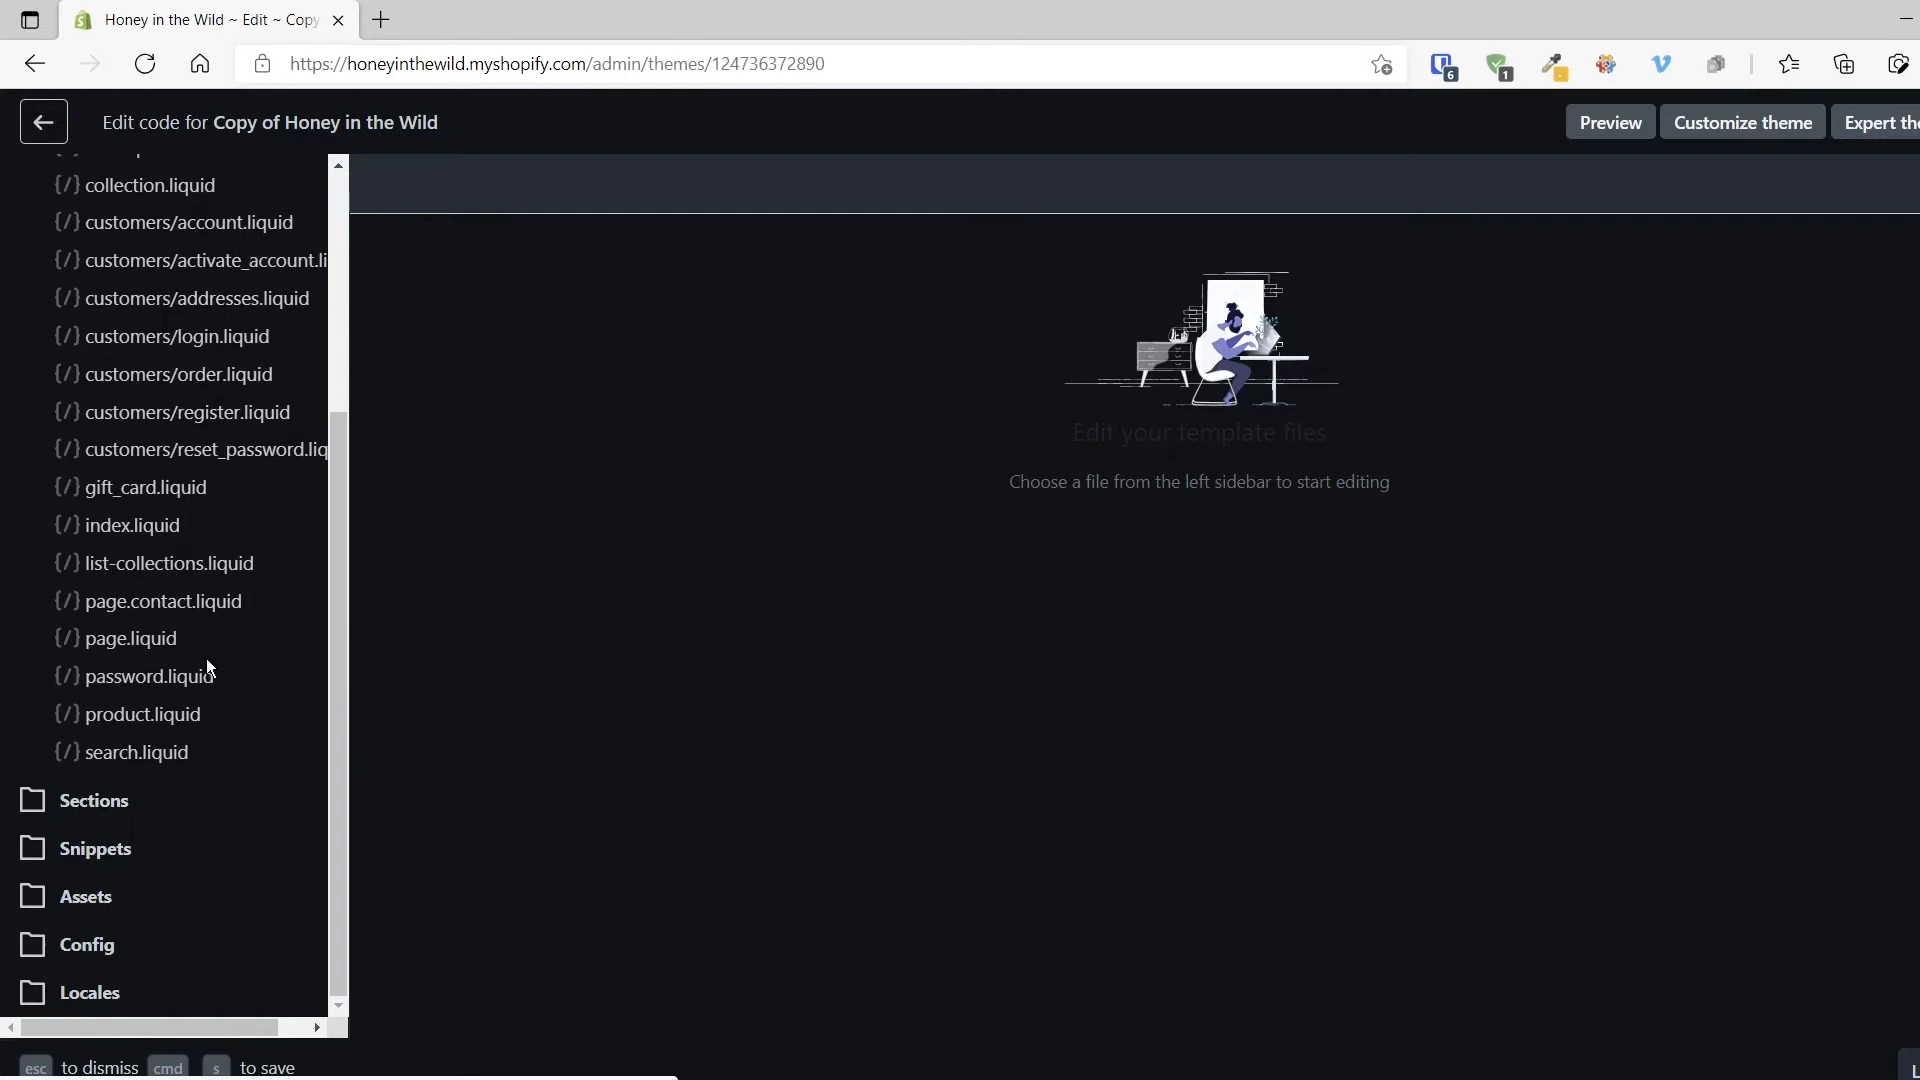 Honey in the Wild ~ Edit ~ Copy
https://honeyinthewild.myshopify.com/admin/themes/124736372890
6
1
Edit code for Copy of Honey in the Wild
Preview
Customize theme
Expert the
{/} collection.liquid
{/} customers/account.liquid
{/} customers/activate_account.li
{/} customers/addresses.liquid
{/} customers/login.liquid
{/} customers/order.liquid
{/} customers/register.liquid
{/} customers/reset_password.liq
{/} gift_card.liquid
{/} index.liquid
{/} list-collections.liquid
{/} page.contact.liquid
{/} page.liquid
{/} password.liquid
{/} product.liquid
{/} search.liquid
Sections
Snippets
Assets
Config
Locales
Edit your template files
Choose a file from the left sidebar to start editing
esc to dismiss cmd s to save